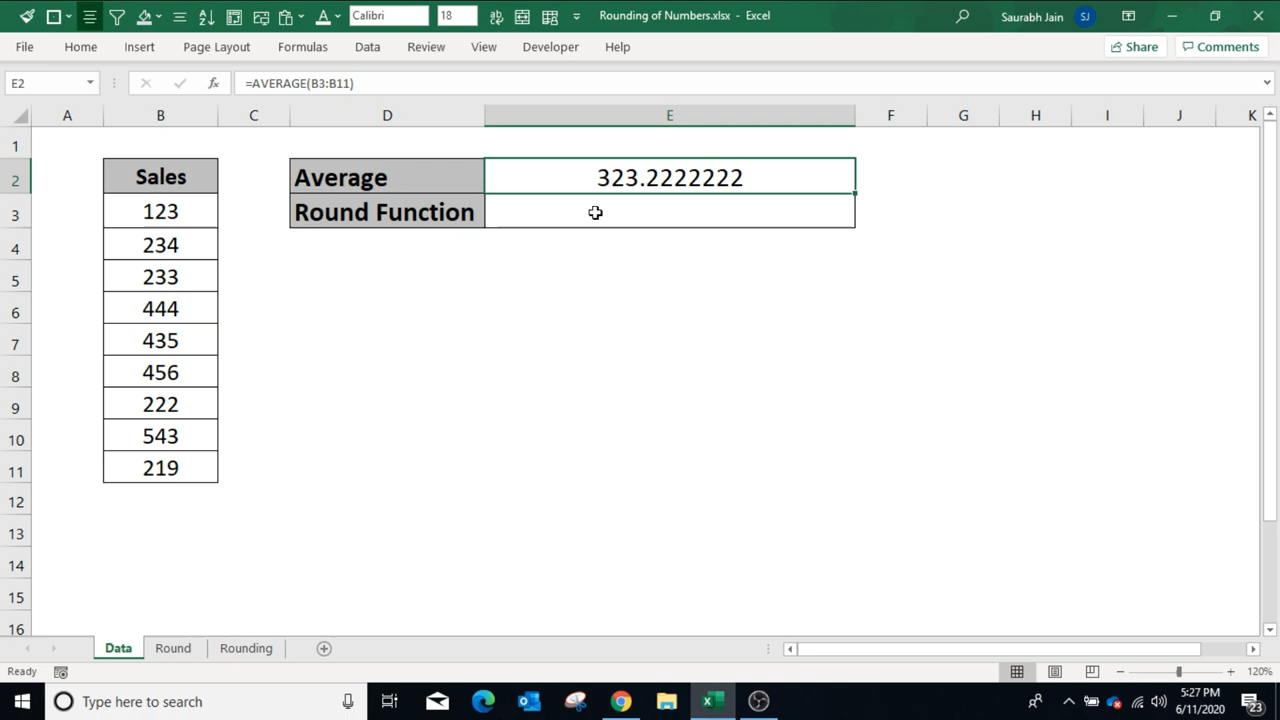 Calibri
18
Rounding of Numbers.xlsx - Excel
Saurabh Jain
SJ
File
Home
Insert
Page Layout
Formulas
Data
Review
View
Developer
Help
Share
Comments
E2
fx
=AVERAGE(B3:B11)
A B C D E F G H I J K
1
2 Sales Average 323.2222222
3 123 Round Function
4 234
5 233
6 444
7 435
8 456
9 222
10 543
11 219
12
13
14
15
16
Data
Round
Rounding
Ready
120%
Type here to search
5:27 PM
6/11/2020
23